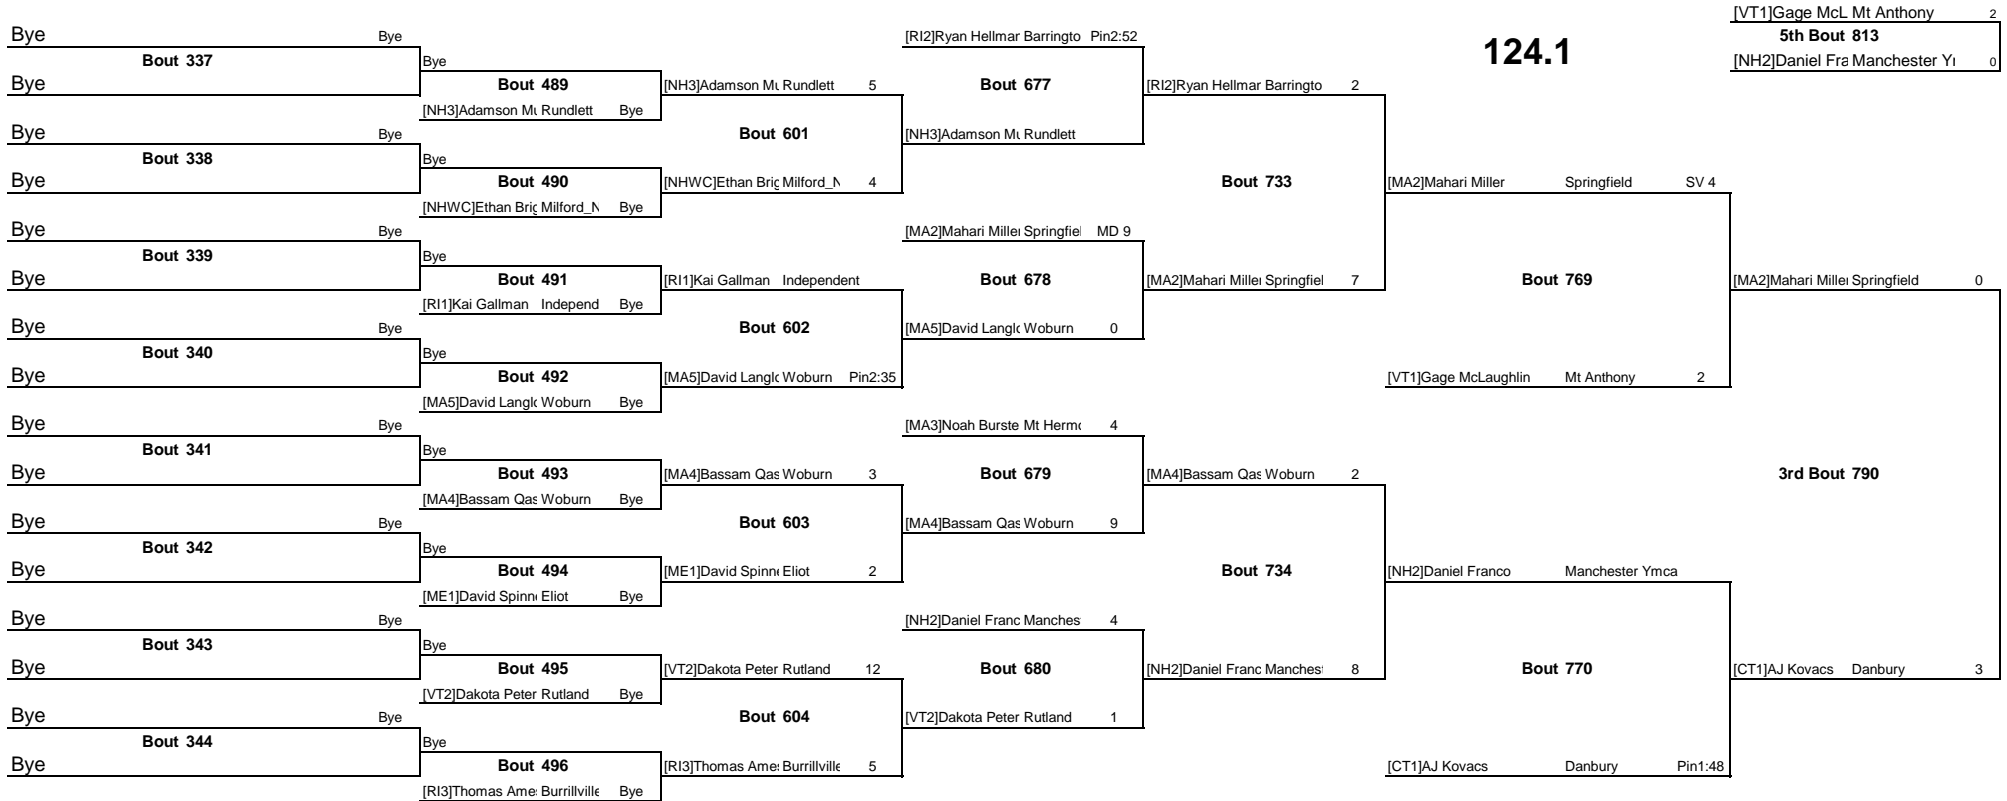 [VT1]Gage McL Mt Anthony 2
Bye Bye [RI2]Ryan Hellmar Barringto Pin2:52 124.1 5th Bout 813
Bout 337 Bye [NH2]Daniel Fra Manchester Y 0
Bye Bout 489 [NH3]Adamson Mu Rundlett 5 Bout 677 [RI2]Ryan Hellmar Barringto 2
[NH3]Adamson Mu Rundlett Bye
Bye Bye Bout 601 [NH3]Adamson Mu Rundlett
Bout 338 Bye
Bye Bout 490 [NHWC]Ethan Brig Milford_N 4 Bout 733 [MA2]Mahari Miller Springfield SV 4
[NHWC]Ethan Brig Milford_N Bye
Bye Bye [MA2]Mahari Miller Springfiel MD 9
Bout 339 Bye
Bye Bout 491 [RI1]Kai Gallman Independent Bout 678 [MA2]Mahari Miller Springfiel 7 Bout 769 [MA2]Mahari Miller Springfield 0
[RI1]Kai Gallman Independ Bye
Bye Bye Bout 602 [MA5]David Langlo Woburn 0
Bout 340 Bye
Bye Bout 492 [MA5]David Langlo Woburn Pin2:35 [VT1]Gage McLaughlin Mt Anthony 2
[MA5]David Langlo Woburn Bye
Bye Bye [MA3]Noah Burste Mt Hermo 4
Bout 341 Bye
Bye Bout 493 [MA4]Bassam Qas Woburn 3 Bout 679 [MA4]Bassam Qas Woburn 2 3rd Bout 790
[MA4]Bassam Qas Woburn Bye
Bye Bye Bout 603 [MA4]Bassam Qas Woburn 9
Bout 342 Bye
Bye Bout 494 [ME1]David Spinn Eliot 2 Bout 734 [NH2]Daniel Franco Manchester Ymca
[ME1]David Spinn Eliot Bye
Bye Bye [NH2]Daniel Franc Manches 4
Bout 343 Bye
Bye Bout 495 [VT2]Dakota Peter Rutland 12 Bout 680 [NH2]Daniel Franc Manchest 8 Bout 770 [CT1]AJ Kovacs Danbury 3
[VT2]Dakota Peter Rutland Bye
Bye Bye Bout 604 [VT2]Dakota Peter Rutland 1
Bout 344 Bye
Bye Bout 496 [RI3]Thomas Ames Burrillville 5 [CT1]AJ Kovacs Danbury Pin1:48
[RI3]Thomas Ames Burrillville Bye